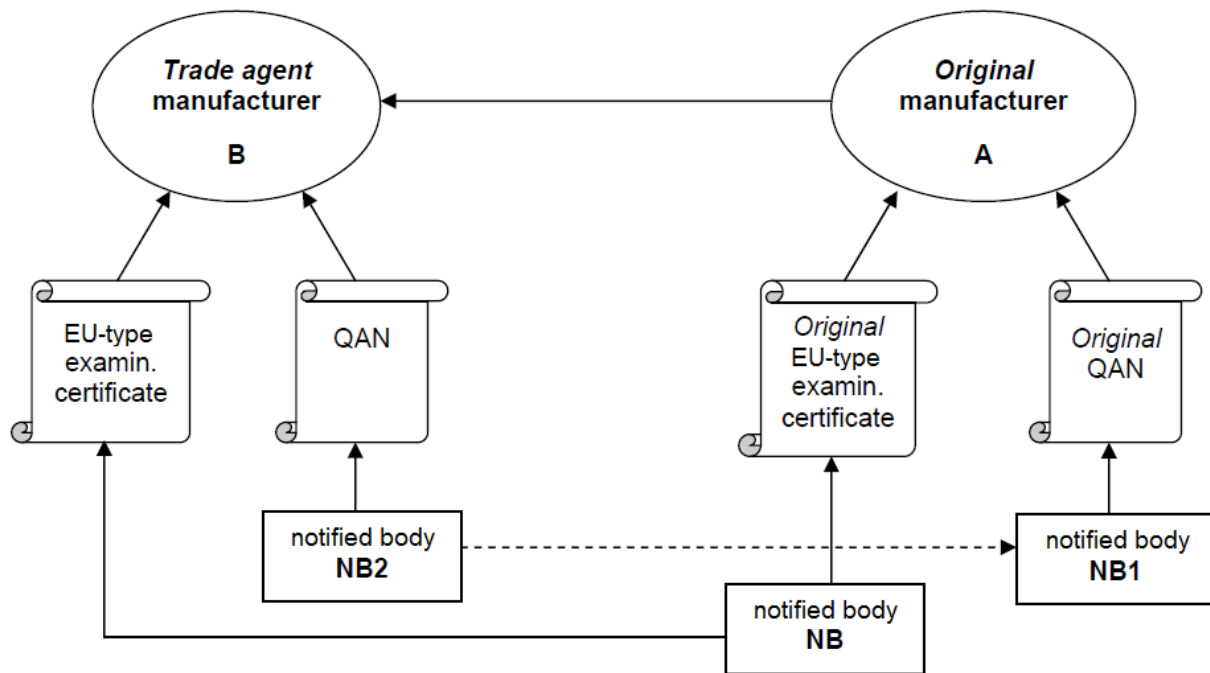 Trade agent
manufacturer
B
Original
manufacturer
A
EU-type
examin.
certificate
QAN
Original
EU-type
examin.
certificate
Original
QAN
notified body
NB2
notified body
NB1
notified body
NB